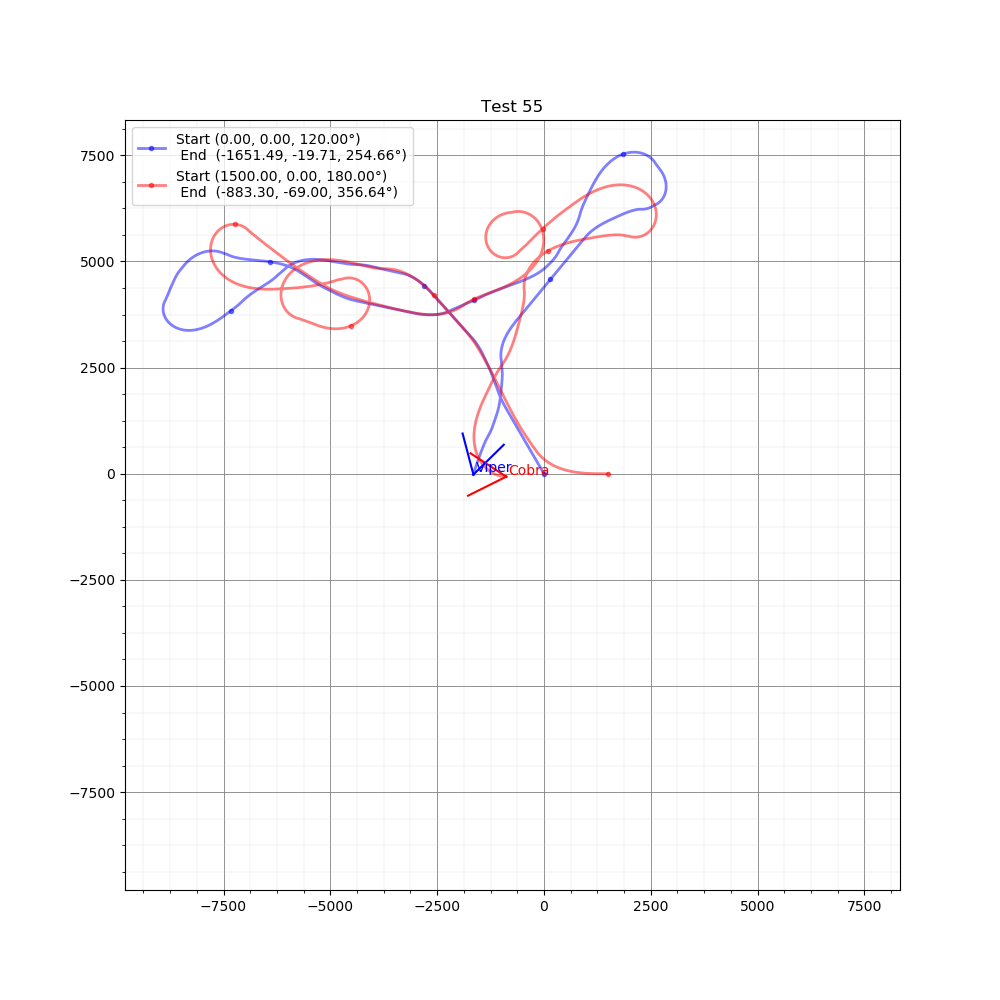 Test 55
Start (0.00, 0.00, 120.00°)
End  (-1651.49, -19.71, 254.66°)
Start (1500.00, 0.00, 180.00°)
End  (-883.30, -69.00, 356.64°)
7500
5000
2500
0
−2500
−5000
−7500
Viper
Cobra
−7500 −5000 −2500 0 2500 5000 7500